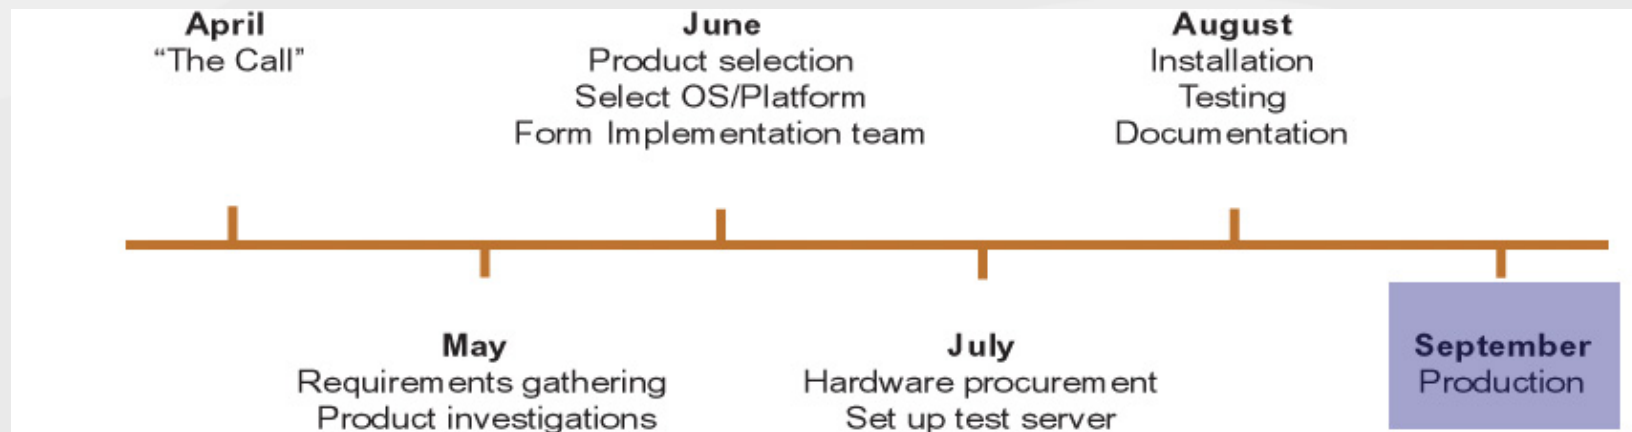 April
“The Call”
June
Product selection
Select OS/Platform
Form Implementation team
August
Installation
Testing
Documentation
May
Requirements gathering
Product investigations
July
Hardware procurement
Set up test server
September
Production